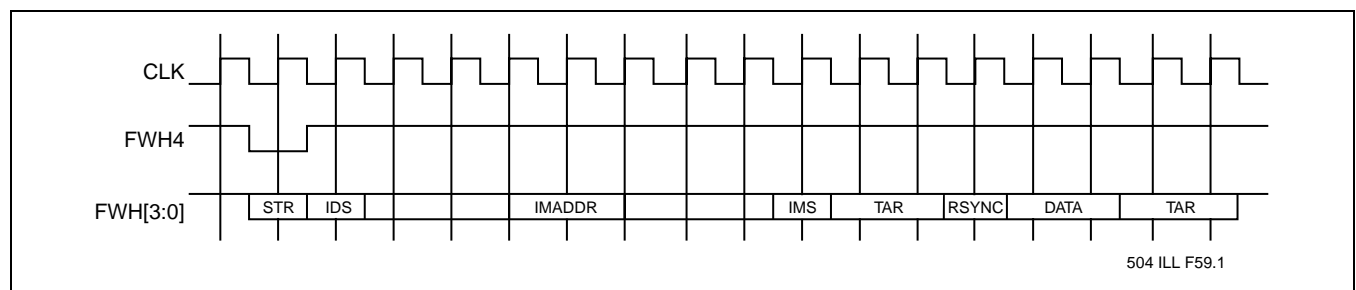 CLK
FWH4
FWH[3:0] STR IDS IMADDR IMS TAR RSYNC DATA TAR
504 ILL F59.1